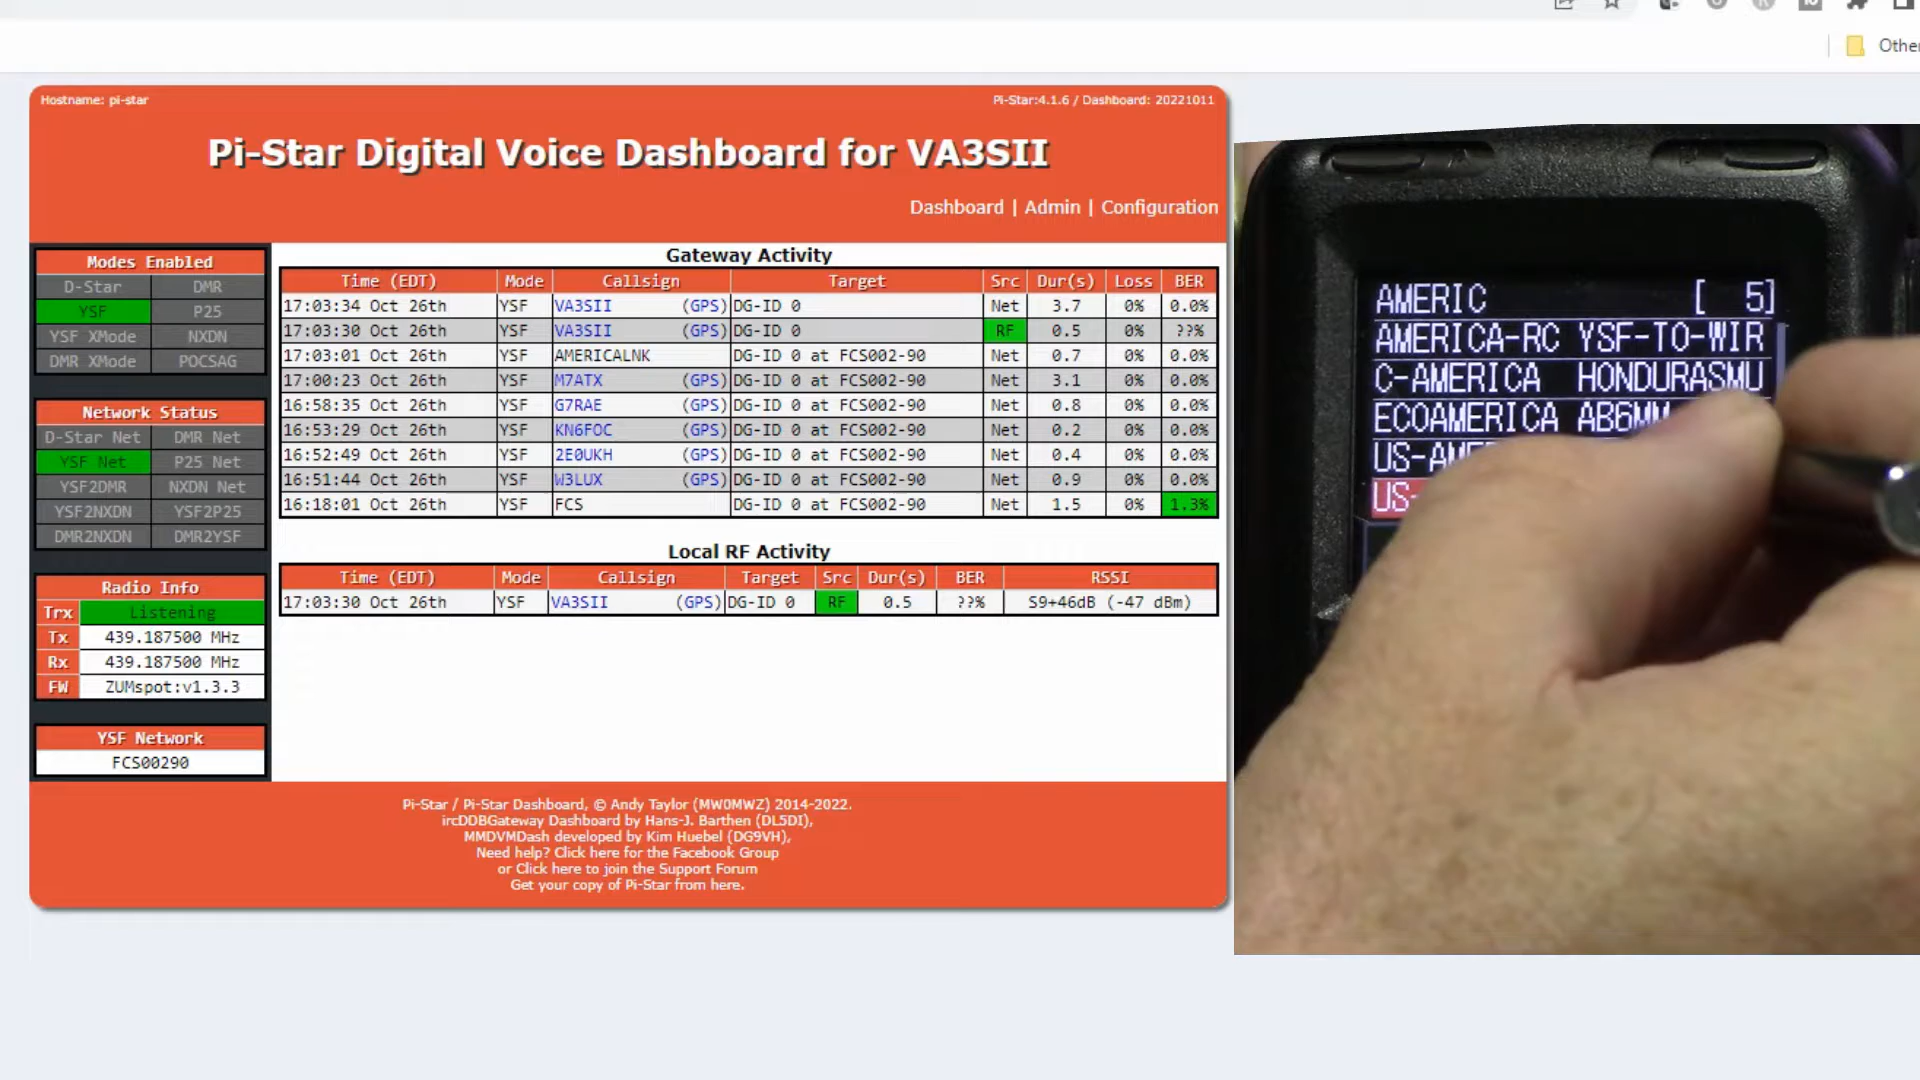 Other
Hostname: pi-star
Pi-Star:4.1.6 / Dashboard: 20221011
Pi-Star Digital Voice Dashboard for VA3SII
Dashboard | Admin | Configuration
Modes Enabled
D-Star DMR
YSF P25
YSF XMode NXDN
DMR XMode POCSAG
Network Status
D-Star Net DMR Net
YSF Net P25 Net
YSF2DMR NXDN Net
YSF2NXDN YSF2P25
DMR2NXDN DMR2YSF
Radio Info
Trx Listening
Tx 439.187500 MHz
Rx 439.187500 MHz
FW ZUMspot:v1.3.3
YSF Network
FCS00290
Gateway Activity
Time (EDT) Mode Callsign Target Src Dur(s) Loss BER
17:03:34 Oct 26th YSF VA3SII (GPS) DG-ID 0 Net 3.7 0% 0.0%
17:03:30 Oct 26th YSF VA3SII (GPS) DG-ID 0 RF 0.5 0% ??%
17:03:01 Oct 26th YSF AMERICALNK DG-ID 0 at FCS002-90 Net 0.7 0% 0.0%
17:00:23 Oct 26th YSF M7ATX (GPS) DG-ID 0 at FCS002-90 Net 3.1 0% 0.0%
16:58:35 Oct 26th YSF G7RAE (GPS) DG-ID 0 at FCS002-90 Net 0.8 0% 0.0%
16:53:29 Oct 26th YSF KN6FOC (GPS) DG-ID 0 at FCS002-90 Net 0.2 0% 0.0%
16:52:49 Oct 26th YSF 2E0UKH (GPS) DG-ID 0 at FCS002-90 Net 0.4 0% 0.0%
16:51:44 Oct 26th YSF W3LUX (GPS) DG-ID 0 at FCS002-90 Net 0.9 0% 0.0%
16:18:01 Oct 26th YSF FCS DG-ID 0 at FCS002-90 Net 1.5 0% 1.3%
Local RF Activity
Time (EDT) Mode Callsign Target Src Dur(s) BER RSSI
17:03:30 Oct 26th YSF VA3SII (GPS) DG-ID 0 RF 0.5 ??% S9+46dB (-47 dBm)
Pi-Star / Pi-Star Dashboard, © Andy Taylor (MW0MWZ) 2014-2022.
ircDDBGateway Dashboard by Hans-J. Barthen (DL5DI),
MMDVMDash developed by Kim Huebel (DG9VH),
Need help? Click here for the Facebook Group
or Click here to join the Support Forum
Get your copy of Pi-Star from here.
AMERIC [ 5]
AMERICA-RC YSF-TO-WIR
C-AMERICA HONDURASMU
ECOAMERICA
US-